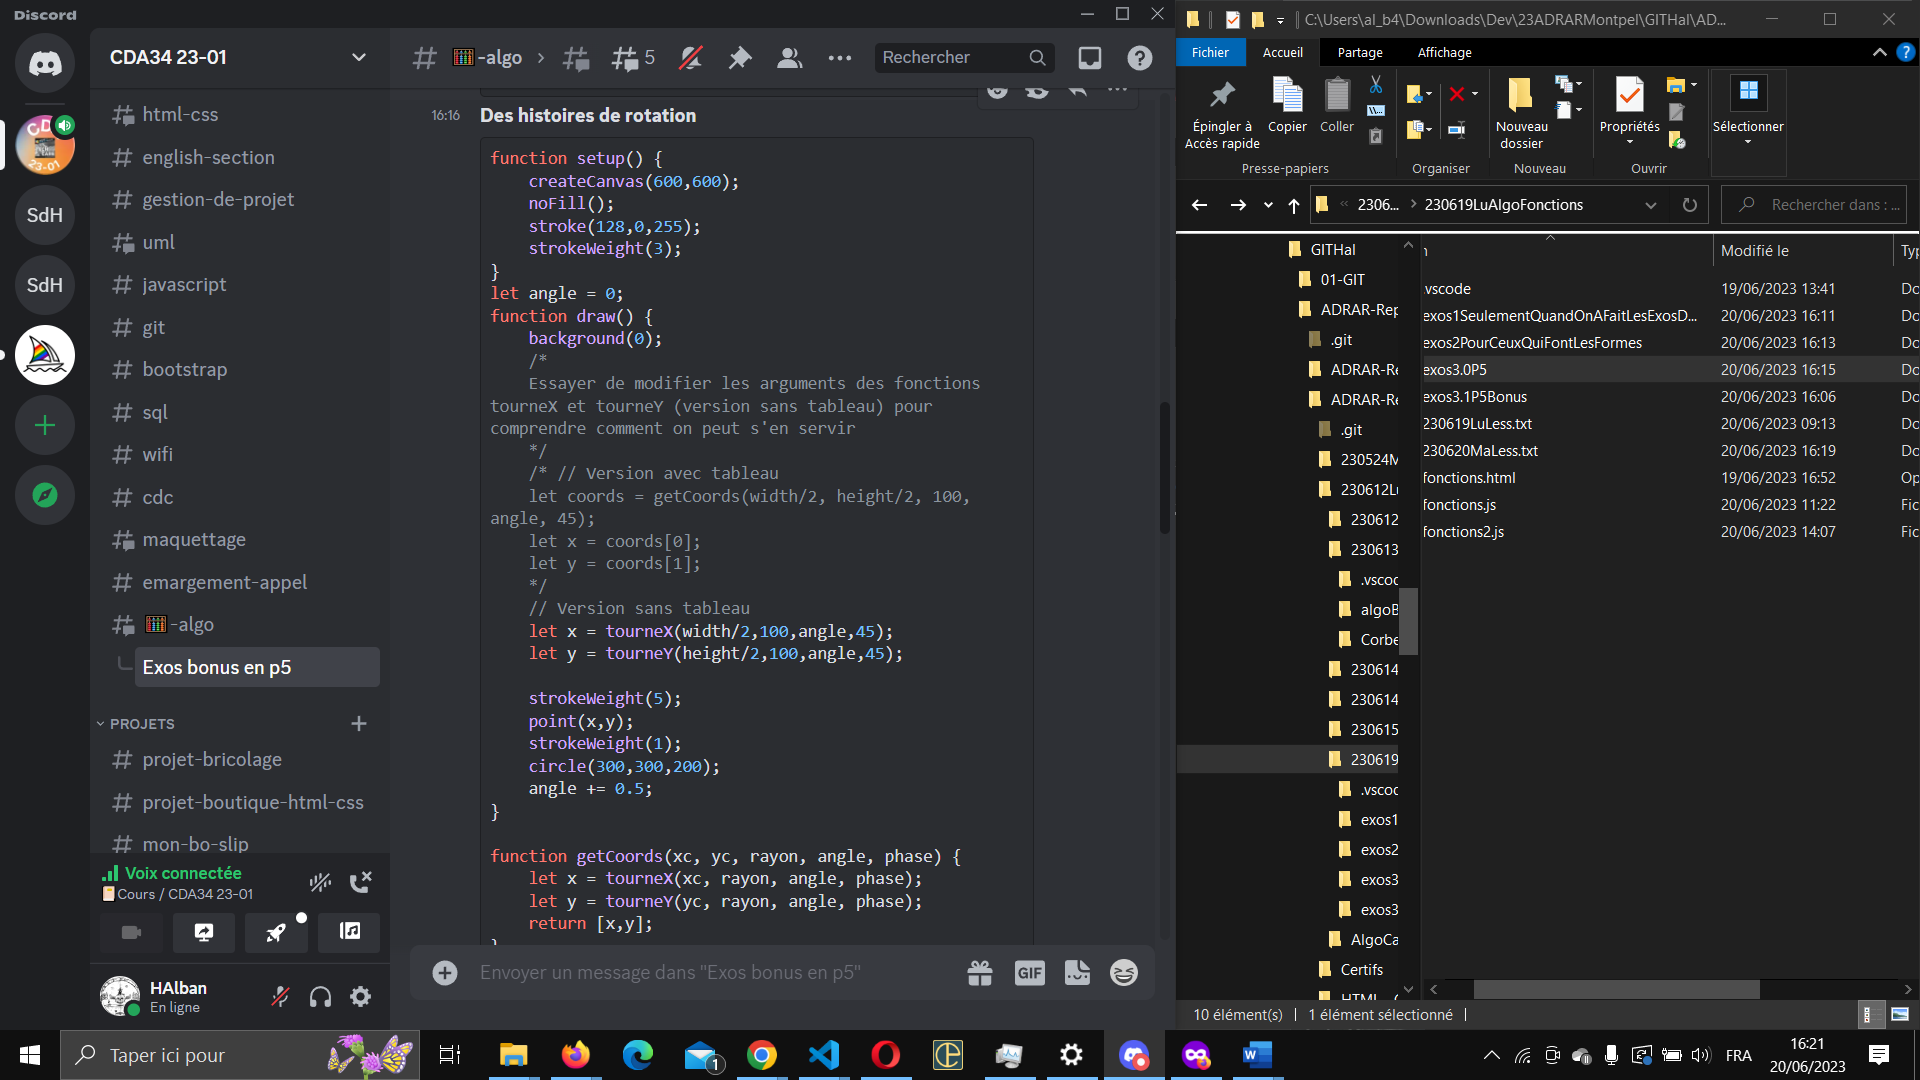 Discord
CDA34 23-01
-algo
5
Rechercher
html-css
english-section
gestion-de-projet
uml
javascript
git
bootstrap
sql
wifi
cdc
maquettage
emargement-appel
-algo
Exos bonus en p5
PROJETS
projet-bricolage
projet-boutique-html-css
mon-bo-slip
Voix connectée
Cours / CDA34 23-01
HAlban
En ligne
SdH
SdH
16:16 Des histoires de rotation
function setup() {
createCanvas(600,600);
noFill();
stroke(128,0,255);
strokeWeight(3);
}
let angle = 0;
function draw() {
background(0);
/*
Essayer de modifier les arguments des fonctions
tourneX et tourneY (version sans tableau) pour
comprendre comment on peut s'en servir
*/
/* // Version avec tableau
let coords = getCoords(width/2, height/2, 100,
angle, 45);
let x = coords[0];
let y = coords[1];
*/
// Version sans tableau
let x = tourneX(width/2,100,angle,45);
let y = tourneY(height/2,100,angle,45);
strokeWeight(5);
point(x,y);
strokeWeight(1);
circle(300,300,200);
angle += 0.5;
}
function getCoords(xc, yc, rayon, angle, phase) {
let x = tourneX(xc, rayon, angle, phase);
let y = tourneY(yc, rayon, angle, phase);
return [x,y];
Envoyer un message dans "Exos bonus en p5"
GIF
C:\Users\al_b4\Downloads\Dev\23ADRARMontpel\GITHal\AD...
Fichier Accueil Partage Affichage
Épingler à
Accès rapide
Copier
Coller
Nouveau
dossier
Propriétés
Sélectionner
Presse-papiers Organiser Nouveau Ouvrir
2306... 230619LuAlgoFonctions
Rechercher dans : ...
GITHal
01-GIT
ADRAR-Rep
.git
ADRAR-Re
ADRAR-Re
.git
230524M
230612Lu
230612
230613
.vscod
algoB
Corbe
230614
230614
230615
230619
.vscod
exos1
exos2
exos3
exos3
AlgoCa
Certifs
Modifié le Typ
.vscode 19/06/2023 13:41 Do
exos1SeulementQuandOnAFaitLesExosD... 20/06/2023 16:11 Do
exos2PourCeuxQuiFontLesFormes 20/06/2023 16:13 Do
exos3.0P5 20/06/2023 16:15 Do
exos3.1P5Bonus 20/06/2023 16:06 Do
230619LuLess.txt 20/06/2023 09:13 Do
230620MaLess.txt 20/06/2023 16:19 Do
fonctions.html 19/06/2023 16:52 Op
fonctions.js 20/06/2023 11:22 Fic
fonctions2.js 20/06/2023 14:07 Fic
10 élément(s) 1 élément sélectionné
Taper ici pour
1
FRA
16:21
20/06/2023